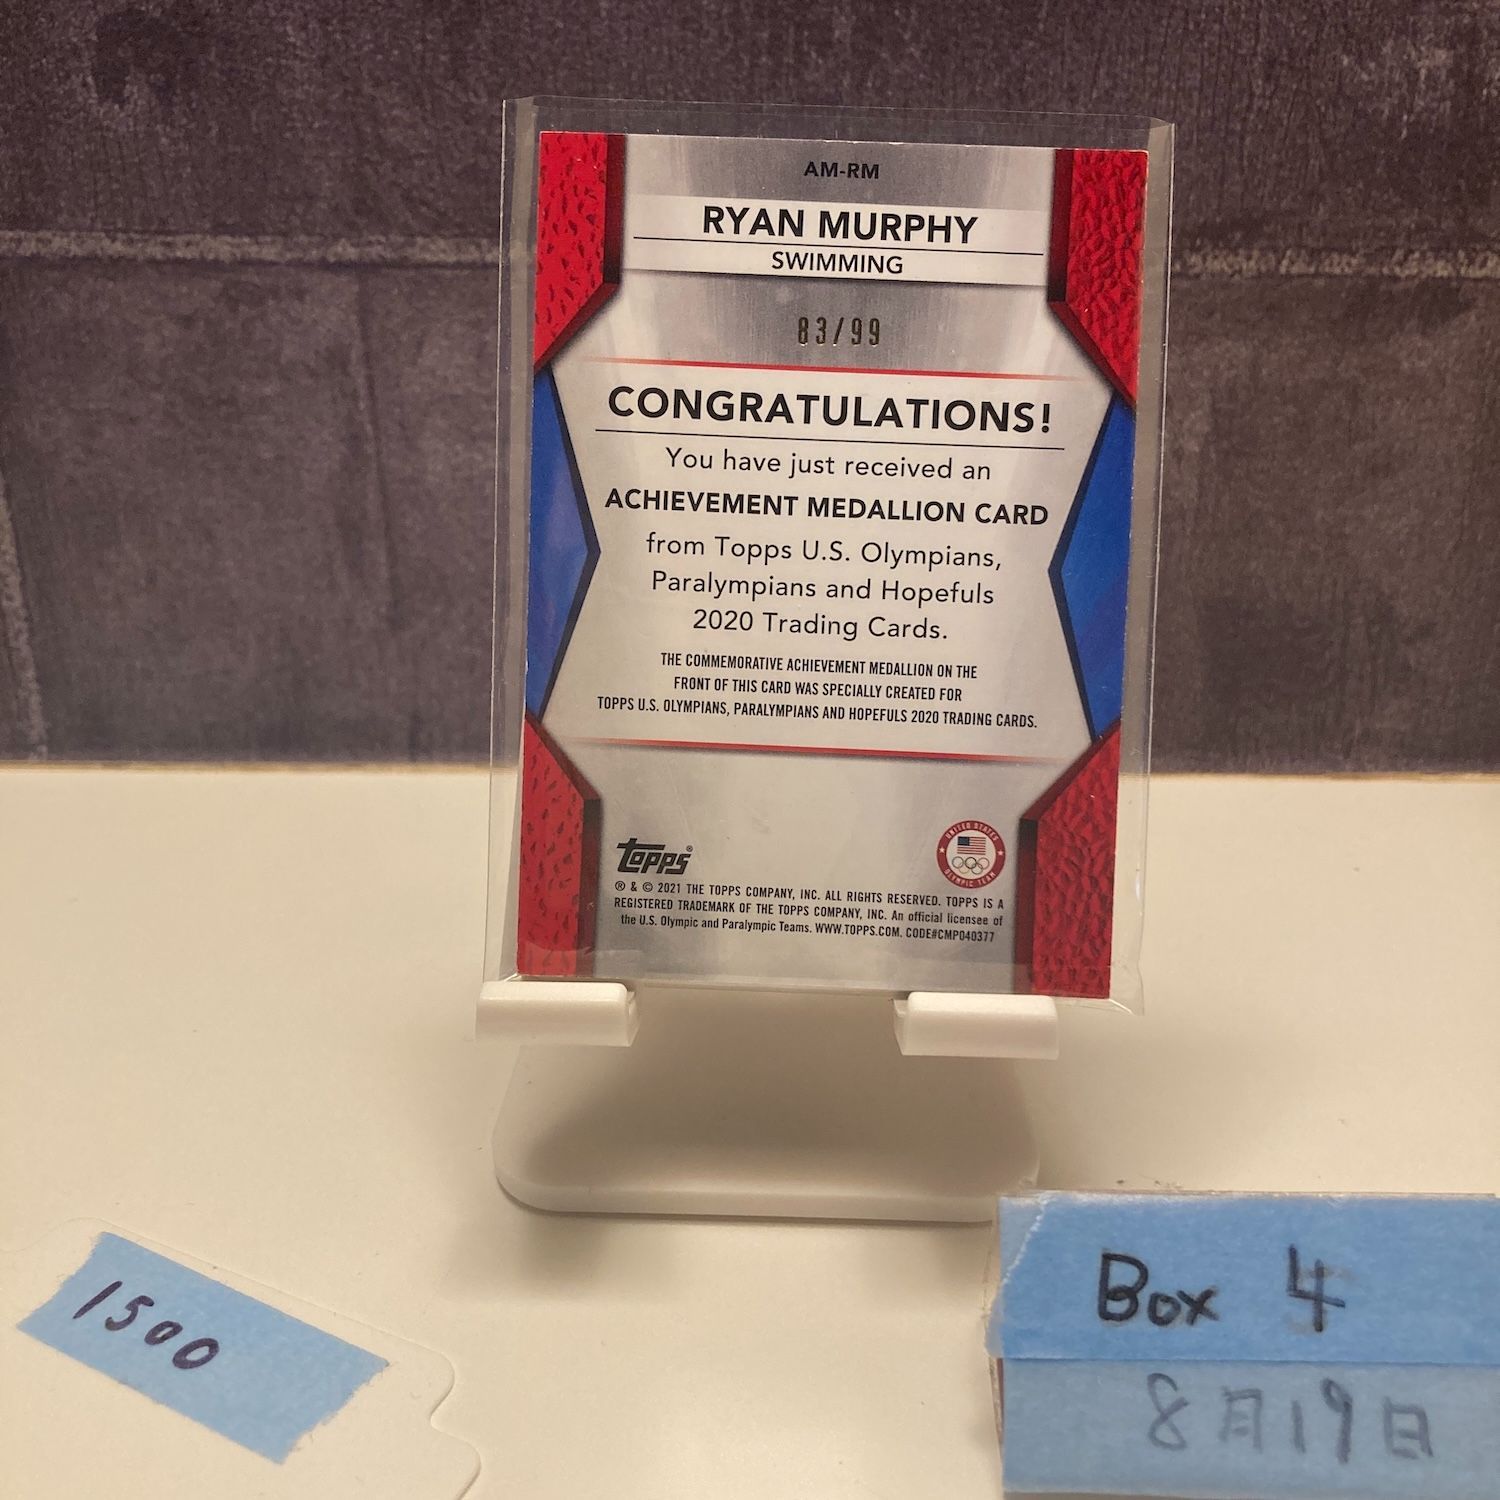 AM-RM
RYAN MURPHY
SWIMMING
83/99
CONGRATULATIONS!
You have just received an
ACHIEVEMENT MEDALLION CARD
from Topps U.S. Olympians,
Paralympians and Hopefuls
2020 Trading Cards.
THE COMMEMORATIVE ACHIEVEMENT MEDALLION ON THE
FRONT OF THIS CARD WAS SPECIALLY CREATED FOR
TOPPS U.S. OLYMPIANS, PARALYMPIANS AND HOPEFULS 2020 TRADING CARDS.
Topps®
UNITED STATES
OLYMPIC TEAM
® & © 2021 THE TOPPS COMPANY, INC. ALL RIGHTS RESERVED. TOPPS IS A
REGISTERED TRADEMARK OF THE TOPPS COMPANY, INC. An official licensee of
the U.S. Olympic and Paralympic Teams. WWW.TOPPS.COM. CODE#CMP040377
1500
Box 4
8月19日